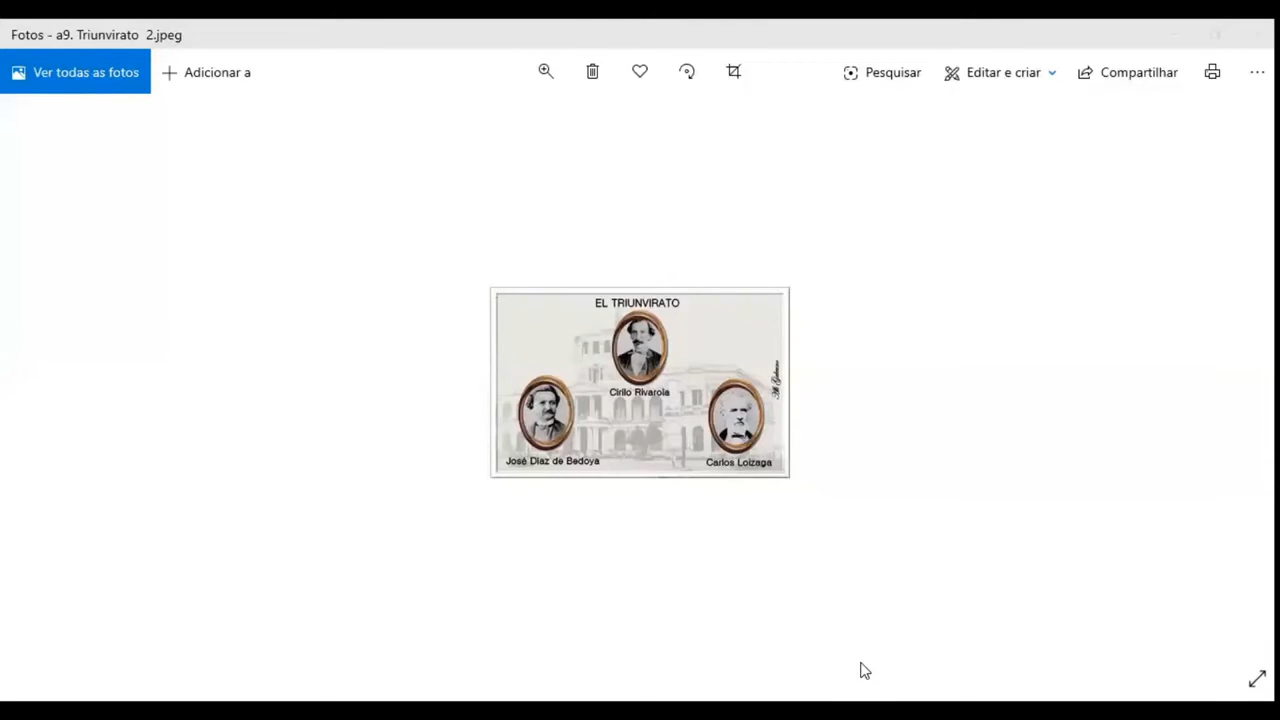 Fotos - a9. Triunvirato 2.jpeg
Ver todas as fotos
Adicionar a
Pesquisar
Editar e criar
Compartilhar
EL TRIUNVIRATO
Cirilo Rivarola
José Diaz de Bedoya
Carlos Loizaga